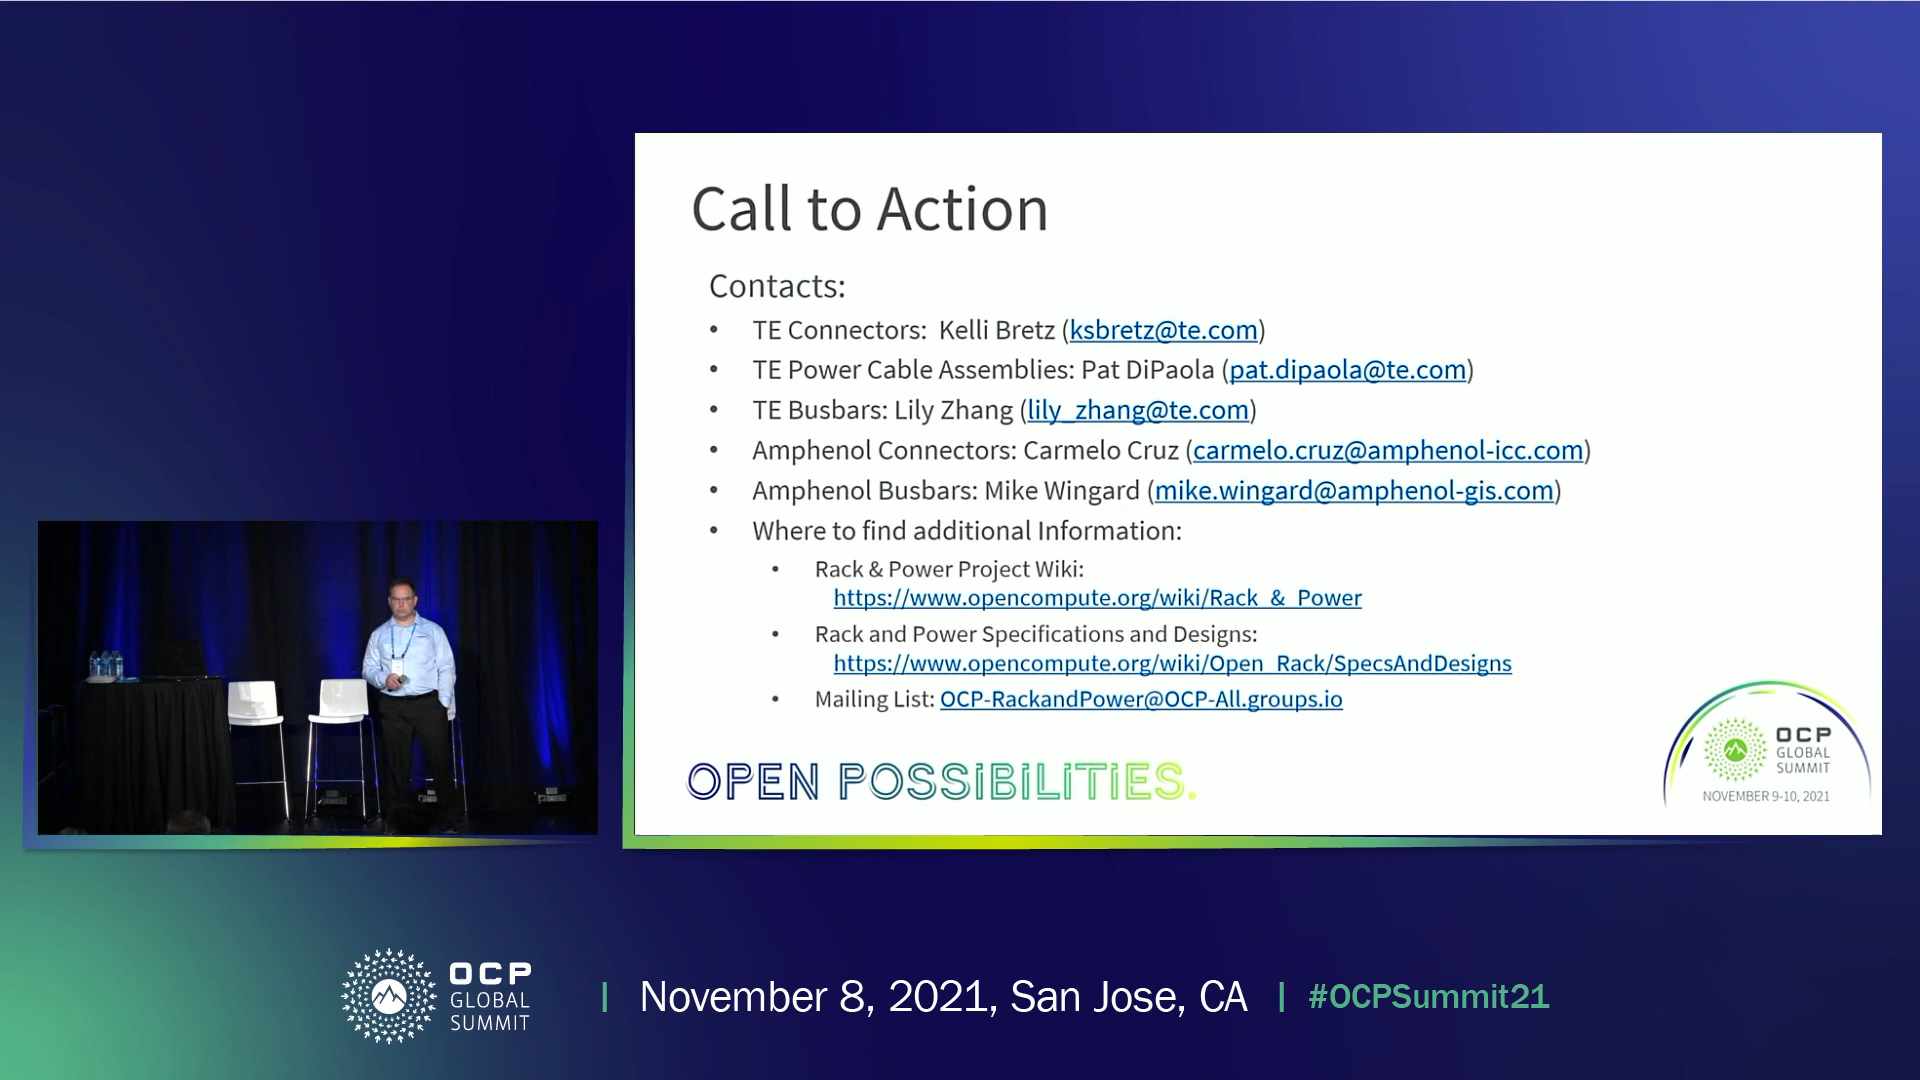 Call to Action
Contacts:
• TE Connectors: Kelli Bretz (ksbretz@te.com)
• TE Power Cable Assemblies: Pat DiPaola (pat.dipaola@te.com)
• TE Busbars: Lily Zhang (lily_zhang@te.com)
• Amphenol Connectors: Carmelo Cruz (carmelo.cruz@amphenol-icc.com)
• Amphenol Busbars: Mike Wingard (mike.wingard@amphenol-gis.com)
• Where to find additional Information:
• Rack & Power Project Wiki:
https://www.opencompute.org/wiki/Rack_&_Power
• Rack and Power Specifications and Designs:
https://www.opencompute.org/wiki/Open_Rack/SpecsAndDesigns
• Mailing List: OCP-RackandPower@OCP-All.groups.io
OPEN POSSIBILITIES.
OCP
GLOBAL
SUMMIT
NOVEMBER 9-10, 2021
OCP
GLOBAL
SUMMIT
| November 8, 2021, San Jose, CA | #OCPSummit21